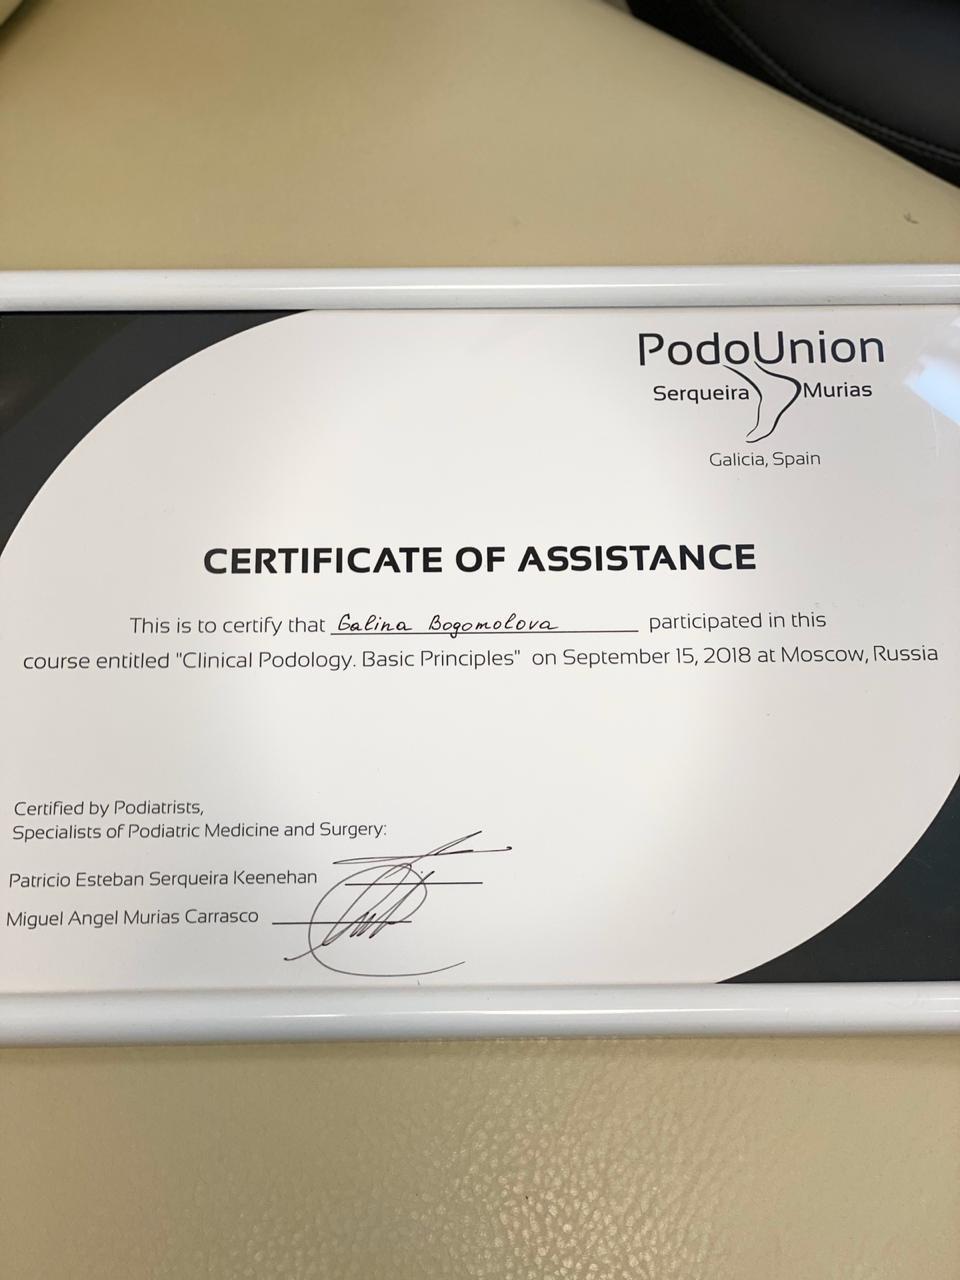 PodoUnion
Serqueira Murias
Galicia, Spain
CERTIFICATE OF ASSISTANCE
This is to certify that Galina Bogomolova participated in this
course entitled "Clinical Podology. Basic Principles" on September 15, 2018 at Moscow, Russia
Certified by Podiatrists,
Specialists of Podiatric Medicine and Surgery:
Patricio Esteban Serqueira Keenehan
Miguel Angel Murias Carrasco